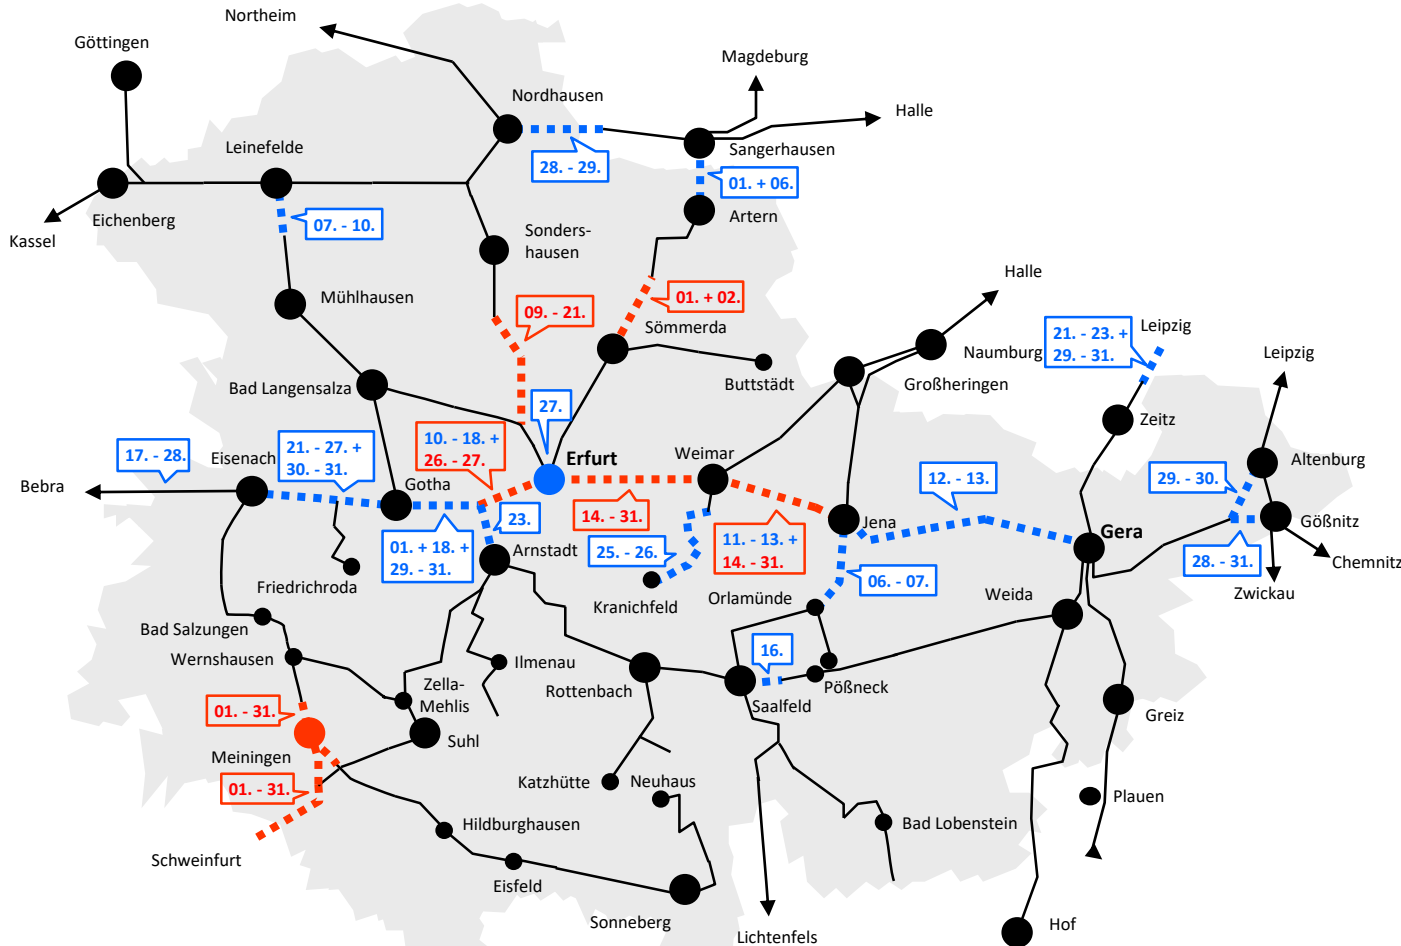 Northeim
Göttingen
Magdeburg
Nordhausen
Halle
Leinefelde
28. - 29.
Sangerhausen
01. + 06.
Eichenberg
07. - 10.
Artern
Kassel
Sonders-
hausen
Halle
Mühlhausen
09. - 21.
01. + 02.
Sömmerda
21. - 23. +
29. - 31.
Leipzig
Leipzig
Naumburg
Großheringen
Buttstädt
Bad Langensalza
Zeitz
27.
10. - 18. +
26. - 27.
21. - 27. +
30. - 31.
17. - 28.
Eisenach
Erfurt
Weimar
Altenburg
Bebra
Gotha
12. - 13.
29. - 30.
14. - 31.
23.
Jena
Gera
Gößnitz
01. + 18. +
29. - 31.
Arnstadt
25. - 26.
11. - 13. +
14. - 31.
28. - 31.
Chemnitz
Friedrichroda
06. - 07.
Kranichfeld
Orlamünde
Weida
Zwickau
Bad Salzungen
Wernshausen
Ilmenau
16.
Zella-
Mehlis
Rottenbach
Pößneck
Saalfeld
01. - 31.
Greiz
Suhl
Meiningen
01. - 31.
Katzhütte
Neuhaus
Plauen
Hildburghausen
Bad Lobenstein
Schweinfurt
Eisfeld
Sonneberg
Hof
Lichtenfels